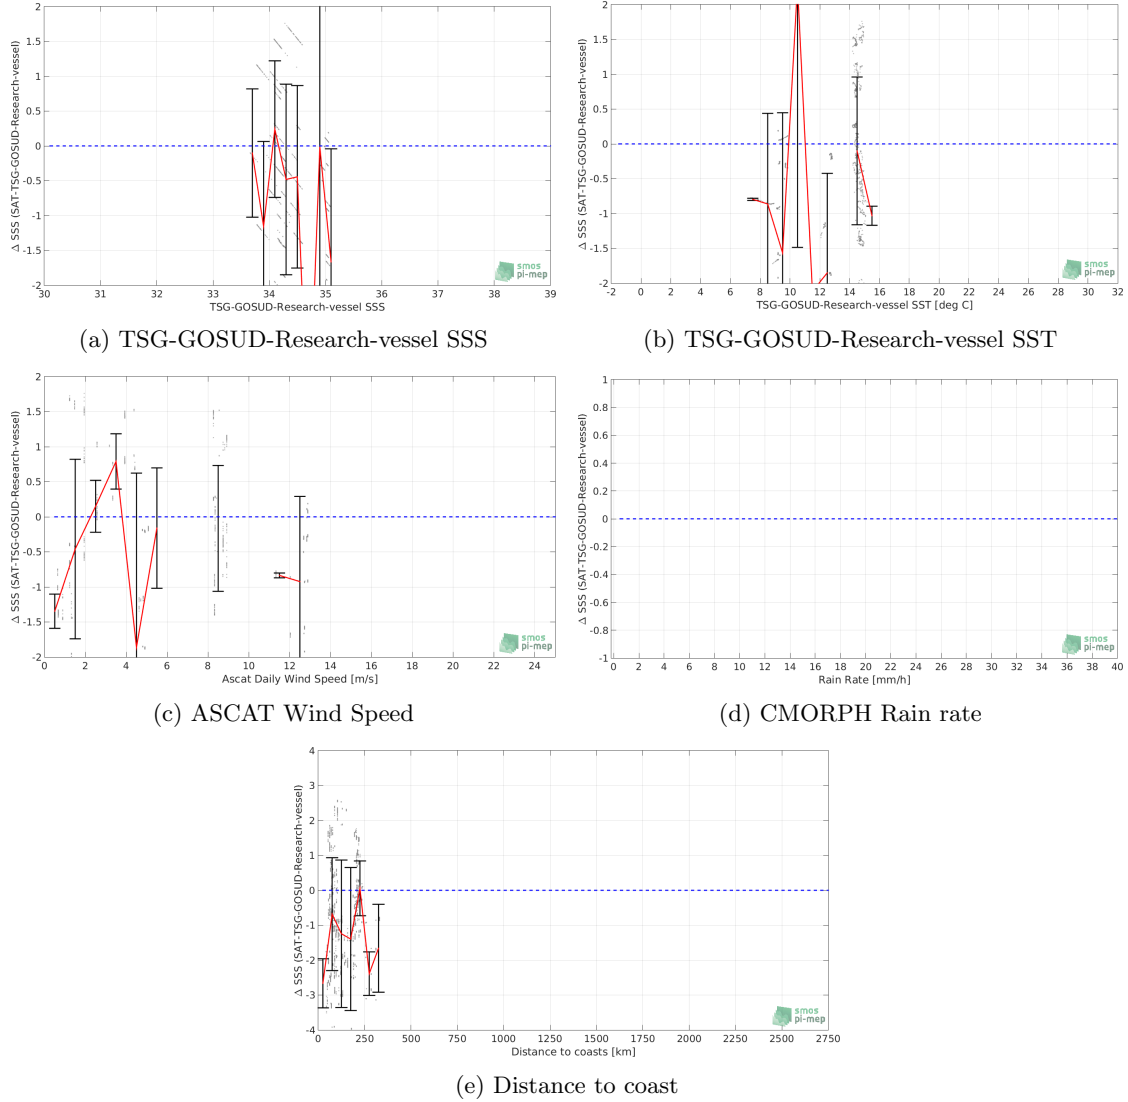 2
1.5
1
0.5
0
-0.5
-1
-1.5
-2
30 31 32 33 34 35 36 37 38 39
Δ SSS (SAT-TSG-GOSUD-Research-vessel)
TSG-GOSUD-Research-vessel SSS
smos
pi-mep
(a) TSG-GOSUD-Research-vessel SSS
2
1.5
1
0.5
0
-0.5
-1
-1.5
-2
-2 0 2 4 6 8 10 12 14 16 18 20 22 24 26 28 30 32
Δ SSS (SAT-TSG-GOSUD-Research-vessel)
TSG-GOSUD-Research-vessel SST [deg C]
smos
pi-mep
(b) TSG-GOSUD-Research-vessel SST
2
1.5
1
0.5
0
-0.5
-1
-1.5
-2
0 2 4 6 8 10 12 14 16 18 20 22 24
Δ SSS (SAT-TSG-GOSUD-Research-vessel)
Ascat Daily Wind Speed [m/s]
smos
pi-mep
(c) ASCAT Wind Speed
1
0.8
0.6
0.4
0.2
0
-0.2
-0.4
-0.6
-0.8
-1
0 2 4 6 8 10 12 14 16 18 20 22 24 26 28 30 32 34 36 38 40
Δ SSS (SAT-TSG-GOSUD-Research-vessel)
Rain Rate [mm/h]
smos
pi-mep
(d) CMORPH Rain rate
4
3
2
1
0
-1
-2
-3
-4
0 250 500 750 1000 1250 1500 1750 2000 2250 2500 2750
Δ SSS (SAT-TSG-GOSUD-Research-vessel)
Distance to coasts [km]
smos
pi-mep
(e) Distance to coast